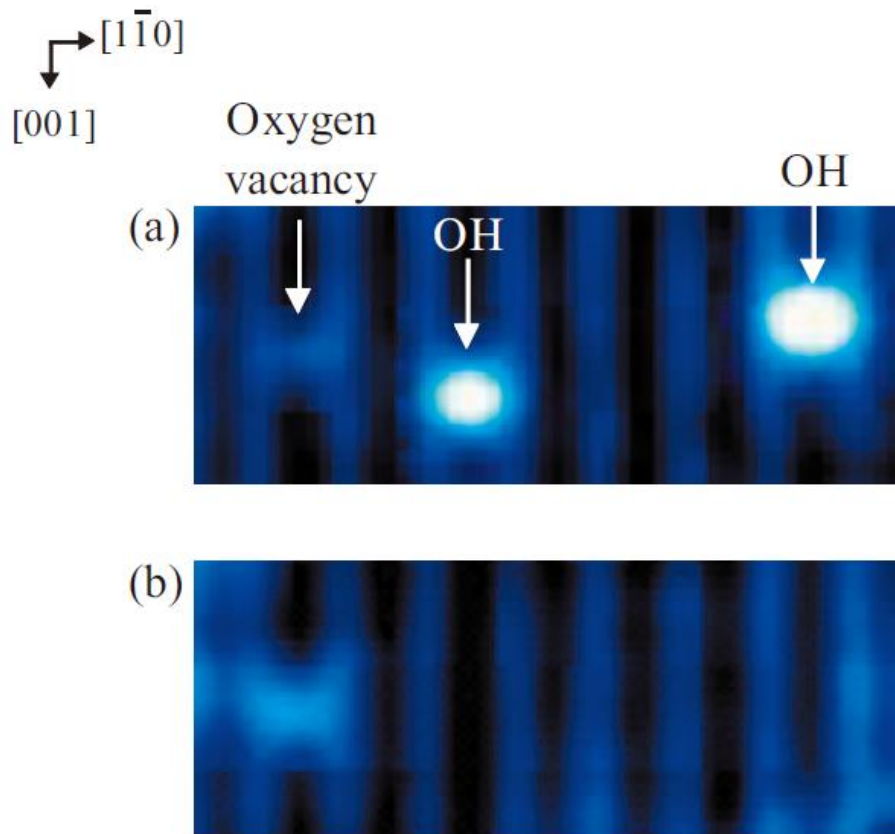 [11̅0]
[001]
Oxygen
vacancy
OH
(a)
OH
(b)